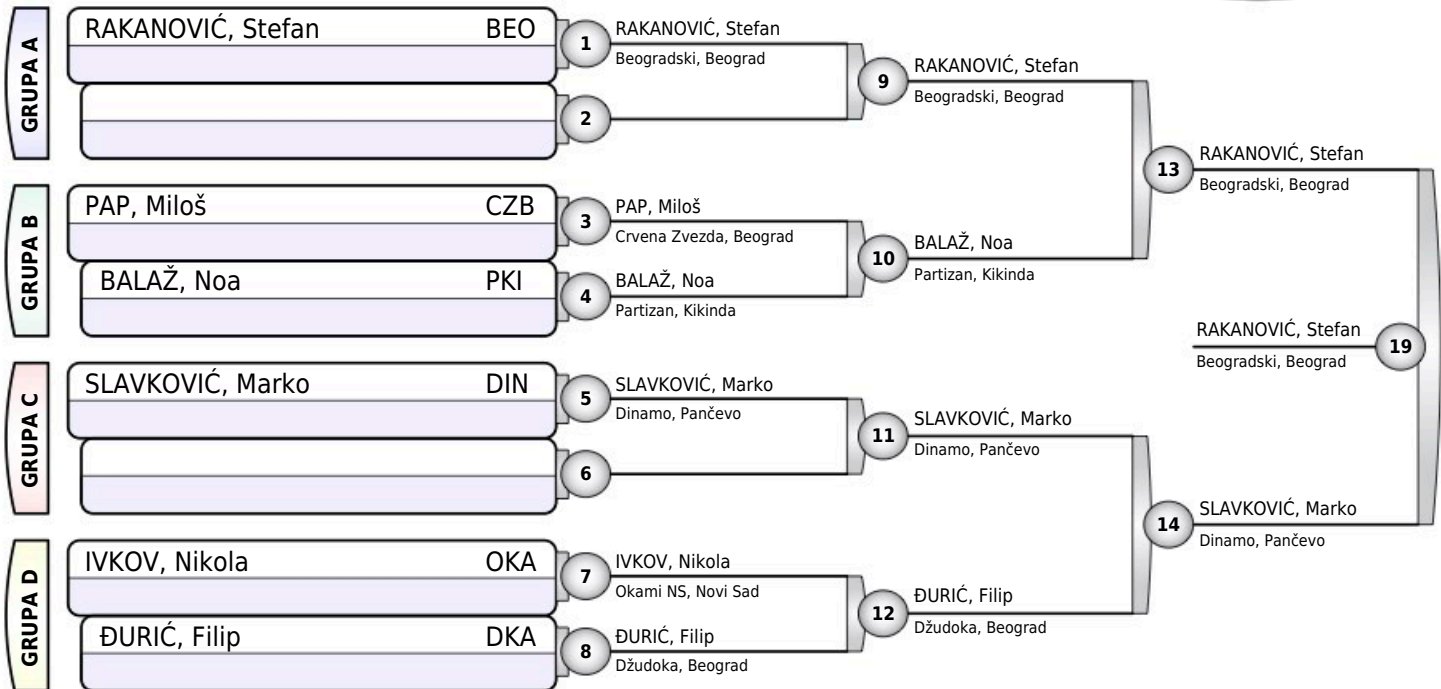 GRUPA A
RAKANOVIĆ, Stefan BEO
1
RAKANOVIĆ, Stefan
Beogradski, Beograd
2
9
RAKANOVIĆ, Stefan
Beogradski, Beograd
GRUPA B
PAP, Miloš CZB
3
PAP, Miloš
Crvena Zvezda, Beograd
BALAŽ, Noa PKI
4
BALAŽ, Noa
Partizan, Kikinda
10
BALAŽ, Noa
Partizan, Kikinda
13
RAKANOVIĆ, Stefan
Beogradski, Beograd
GRUPA C
SLAVKOVIĆ, Marko DIN
5
SLAVKOVIĆ, Marko
Dinamo, Pančevo
6
11
SLAVKOVIĆ, Marko
Dinamo, Pančevo
GRUPA D
IVKOV, Nikola OKA
7
IVKOV, Nikola
Okami NS, Novi Sad
ĐURIĆ, Filip DKA
8
ĐURIĆ, Filip
Džudoka, Beograd
12
ĐURIĆ, Filip
Džudoka, Beograd
14
SLAVKOVIĆ, Marko
Dinamo, Pančevo
RAKANOVIĆ, Stefan
Beogradski, Beograd
19